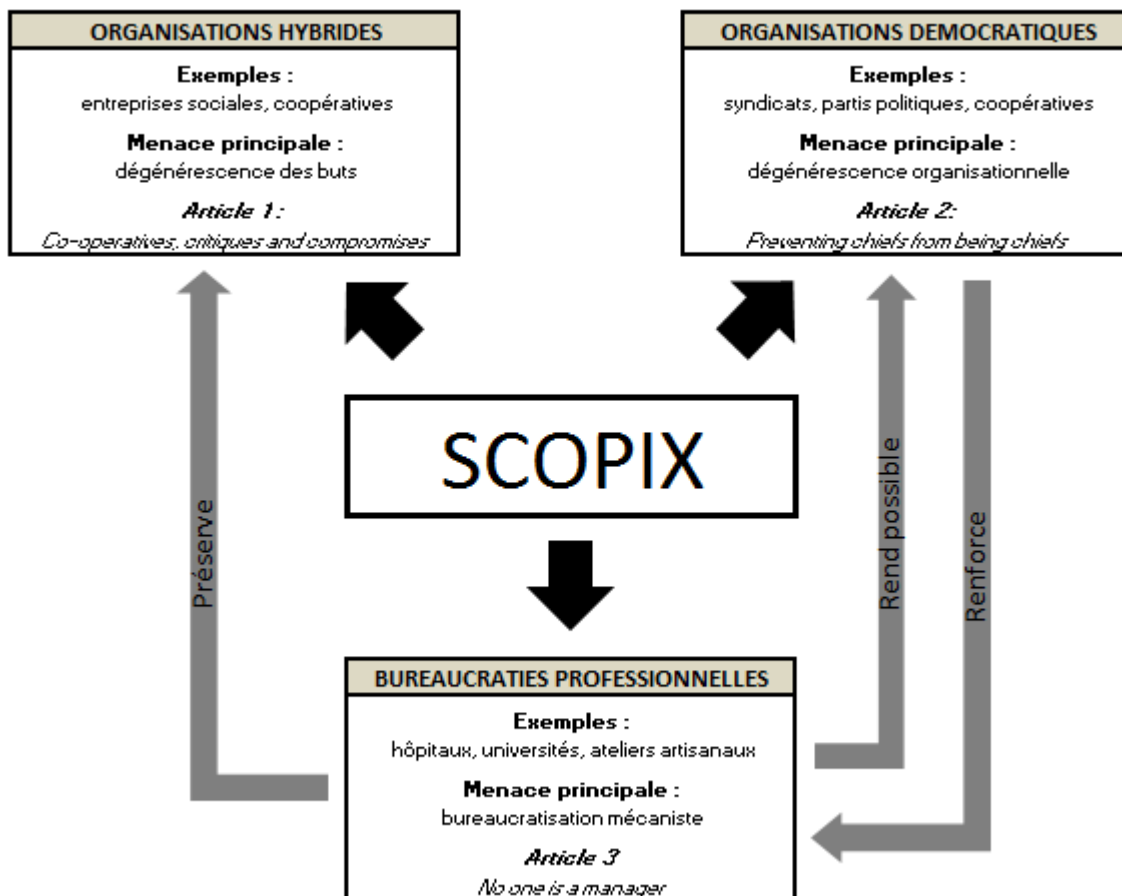 ORGANISATIONS HYBRIDES
Exemples :
entreprises sociales, coopératives
Menace principale :
dégénérescence des buts
Article 1:
Co-operatives, critiques and compromises
ORGANISATIONS DEMOCRATIQUES
Exemples :
syndicats, partis politiques, coopératives
Menace principale :
dégénérescence organisationnelle
Article 2:
Preventing chiefs from being chiefs
SCOPIX
Préserve
Rend possible
Renforce
BUREAUCRATIES PROFESSIONNELLES
Exemples :
hôpitaux, universités, ateliers artisanaux
Menace principale :
bureaucratisation mécaniste
Article 3
No one is a manager